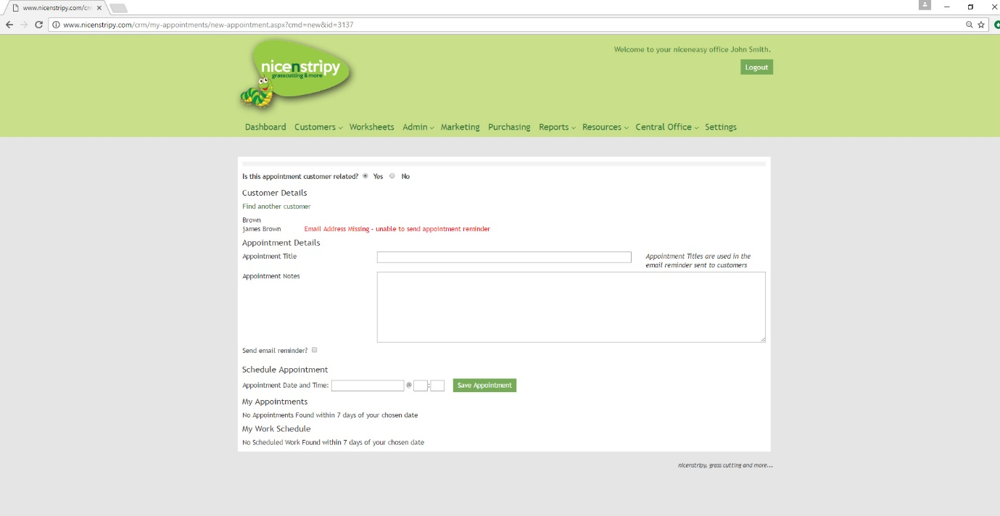 www.nicenstripy.com/crm
www.nicenstripy.com/crm/my-appointments/new-appointment.aspx?cmd=new&id=3137
nicenstripy
grasscutting & more
Welcome to your niceneasy office John Smith.
Logout
Dashboard Customers Worksheets Admin Marketing Purchasing Reports Resources Central Office Settings
Is this appointment customer related? Yes No
Customer Details
Find another customer
Brown
james Brown Email Address Missing - unable to send appointment reminder
Appointment Details
Appointment Title
Appointment Titles are used in the
email reminder sent to customers
Appointment Notes
Send email reminder?
Schedule Appointment
Appointment Date and Time: @ : Save Appointment
My Appointments
No Appointments Found within 7 days of your chosen date
My Work Schedule
No Scheduled Work Found within 7 days of your chosen date
nicenstripy, grass cutting and more...